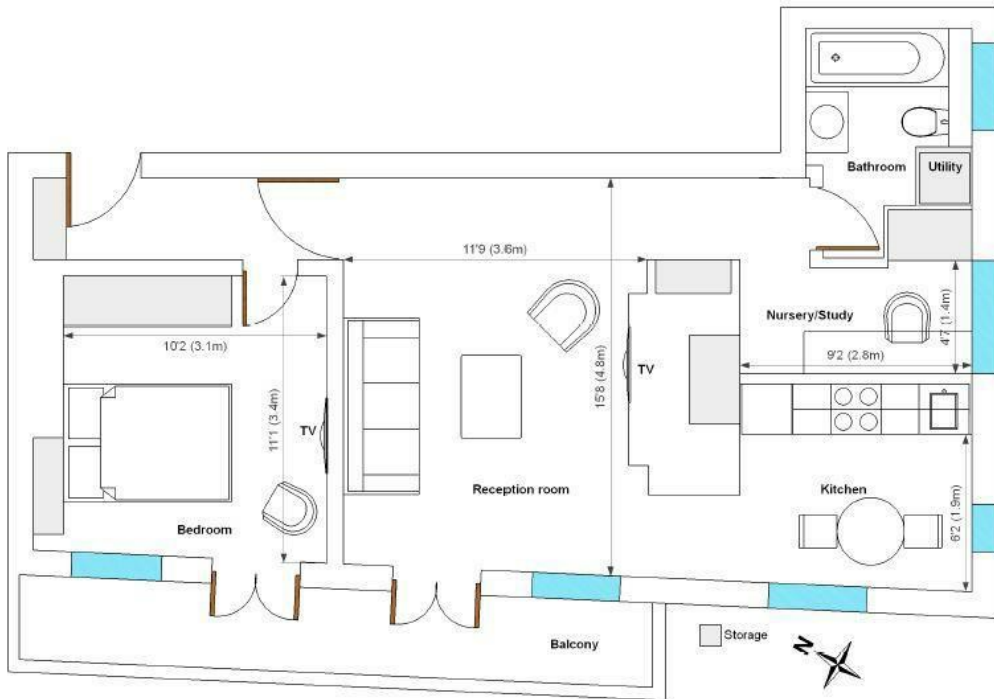 Bathroom
Utility
11'9 (3.6m)
Nursery/Study
4'7 (1.4m)
10'2 (3.1m)
9'2 (2.8m)
TV
15'8 (4.8m)
11'1 (3.4m)
TV
Reception room
Kitchen
6'2 (1.9m)
Bedroom
Storage
Balcony
N